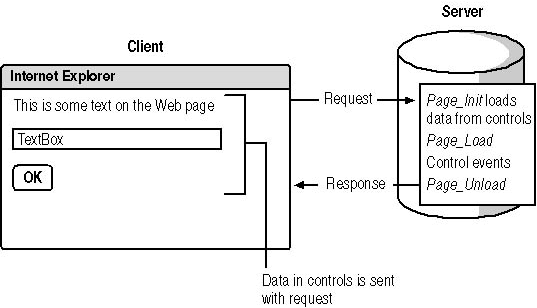 Client
Server
Internet Explorer
This is some text on the Web page
TextBox
OK
Request
Response
Page_Init loads
data from controls
Page_Load
Control events
Page_Unload
Data in controls is sent
with request